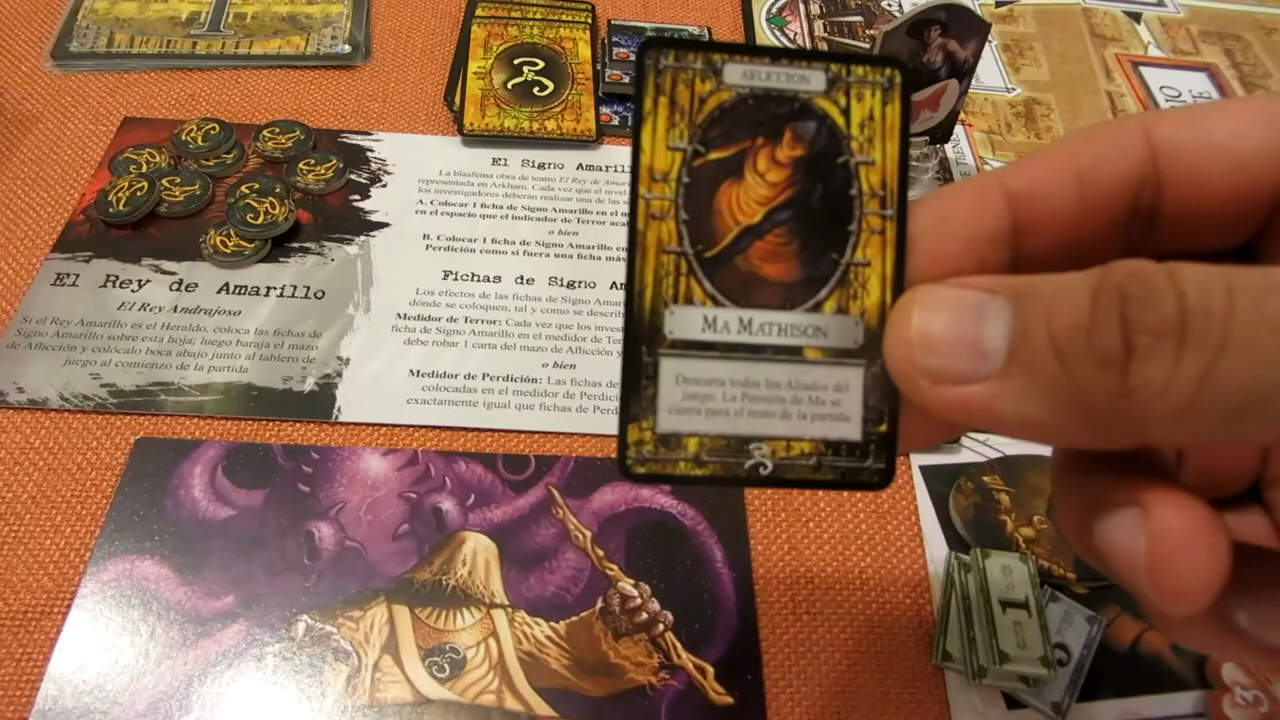 El Signo Amarill
La blasfema obra de teatro El Rey de Amar
representada en Arkham. Cada vez que el nivel
los investigadores deberán realizar una de las s
A. Colocar 1 ficha de Signo Amarillo en el m
en el espacio que el indicador de Terror aca
o bien
B. Colocar 1 ficha de Signo Amarillo en
Perdición como si fuera una ficha más
Fichas de Signo Am
Los efectos de las fichas de Signo Amar
dónde se coloquen, tal y como se describ
Medidor de Terror: Cada vez que los invest
ficha de Signo Amarillo en el medidor de Ter
debe robar 1 carta del mazo de Aflicción y
o bien
Medidor de Perdición: Las fichas de
colocadas en el medidor de Perdici
exactamente igual que fichas de Perd
El Rey de Amarillo
El Rey Andrajoso
Si el Rey Amarillo es el Heraldo, coloca las fichas de
Signo Amarillo sobre esta hoja; luego baraja el mazo
de Aflicción y colócalo boca abajo junto al tablero de
juego al comienzo de la partida
AFLICCIÓN
MA MATHISON
Descarta todos los Aliados del
juego. La Pensión de Ma se
cierra para el resto de la partida
1
3